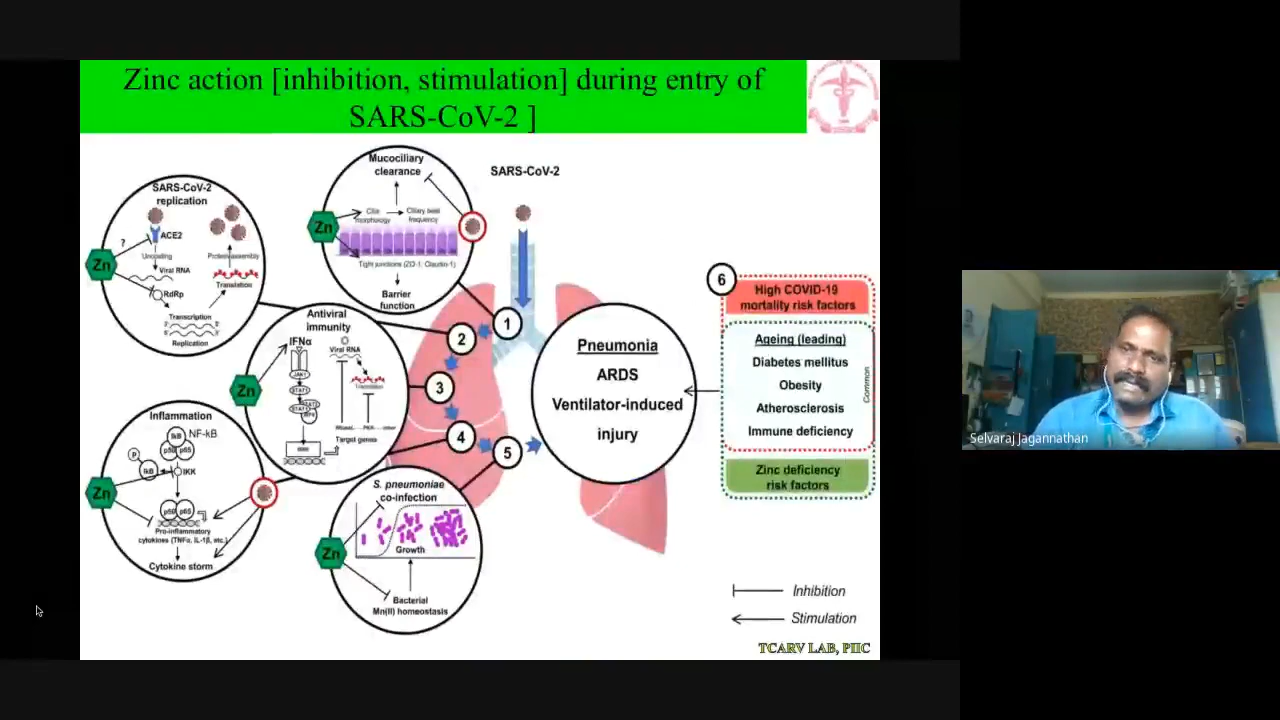 Zinc action [inhibition, stimulation] during entry of
SARS-CoV-2 ]
Mucociliary
clearance
Zn
Cilia
morphology
Ciliary beat
frequency
Tight junctions (ZO-1, Claudin-1)
Barrier
function
SARS-CoV-2
SARS-CoV-2
replication
ACE2
?
Zn
Uncoating
Viral RNA
RdRp
Protein assembly
Translation
Transcription
Replication
Antiviral
immunity
IFNα
Viral RNA
Zn
JAK1
STAT1
Translation
Target genes
Inflammation
IkB
NF-kB
p50
p65
P
IkB
IKK
Zn
p50
p65
Pro-inflammatory
cytokines (TNFα, IL-1β, etc.)
Cytokine storm
S. pneumoniae
co-infection
Zn
Growth
Bacterial
Mn(II) homeostasis
1
2
3
4
5
Pneumonia
ARDS
Ventilator-induced
injury
6
High COVID-19
mortality risk factors
Ageing (leading)
Diabetes mellitus
Obesity
Atherosclerosis
Immune deficiency
Common
Zinc deficiency
risk factors
Inhibition
Stimulation
TCARV LAB, PIIC
Selvaraj Jagannathan